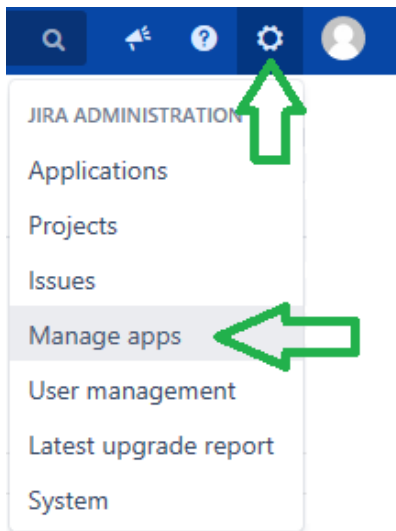 JIRA ADMINISTRATION
Applications
Projects
Issues
Manage apps
User management
Latest upgrade report
System